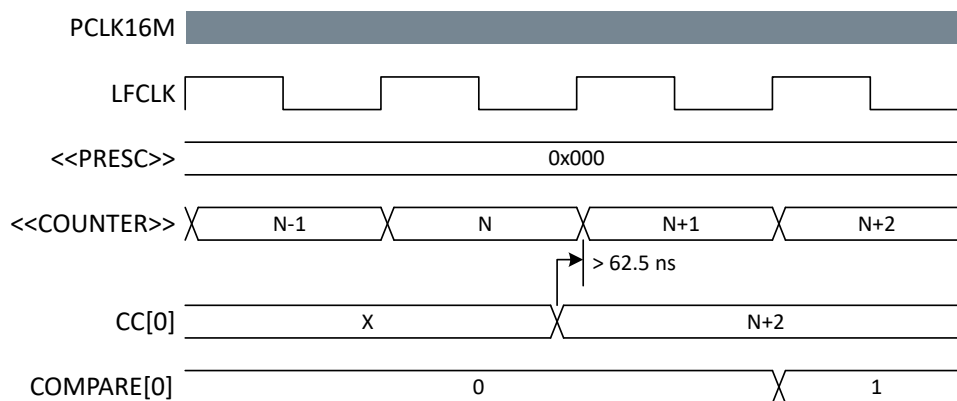 PCLK16M
LFCLK
<<PRESC>> 0x000
<<COUNTER>> N-1 N N+1 N+2
> 62.5 ns
CC[0] X N+2
COMPARE[0] 0 1